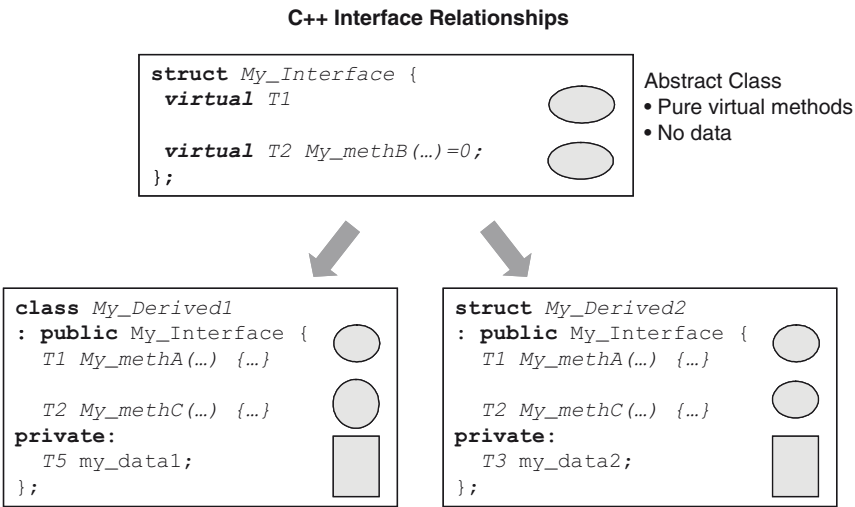 C++ Interface Relationships
struct My_Interface {
virtual T1
virtual T2 My_methB(…)=0;
};
Abstract Class
• Pure virtual methods
• No data
class My_Derived1
: public My_Interface {
T1 My_methA(…) {…}
T2 My_methC(…) {…}
private:
T5 my_data1;
};
struct My_Derived2
: public My_Interface {
T1 My_methA(…) {…}
T2 My_methC(…) {…}
private:
T3 my_data2;
};